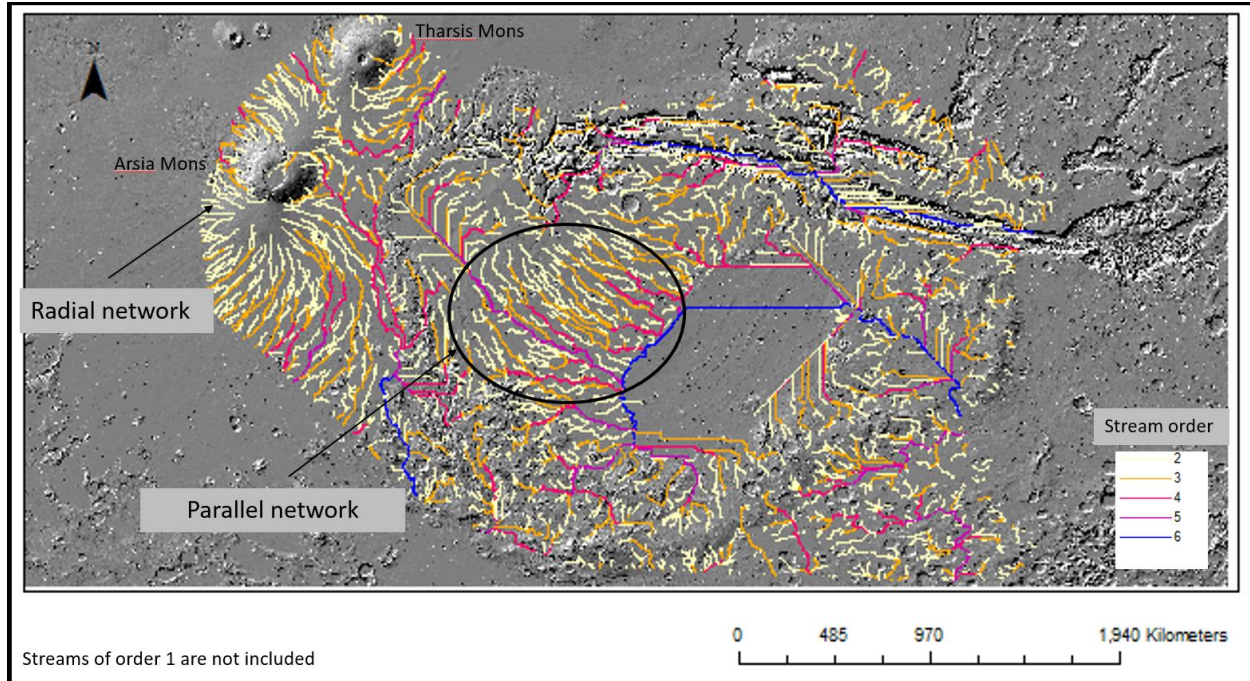 Tharsis Mons
Arsia Mons
Radial network
Parallel network
Stream order
2
3
4
5
6
0 485 970 1,940 Kilometers
Streams of order 1 are not included